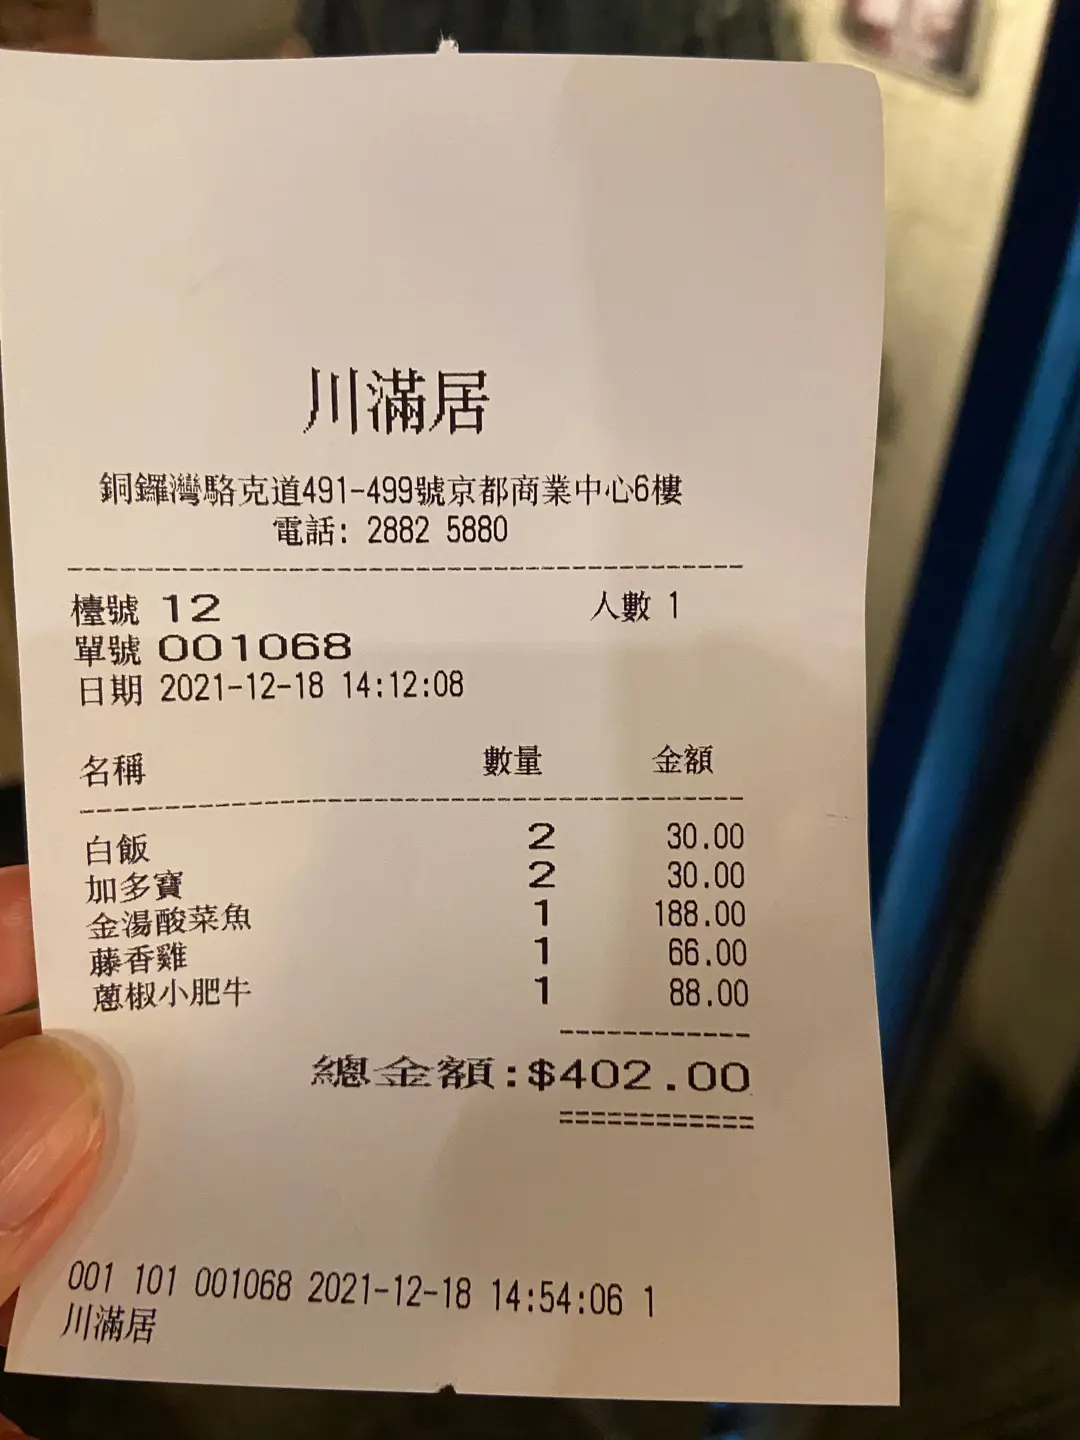 川滿居
銅鑼灣駱克道491-499號京都商業中心6樓
電話: 2882 5880
檯號 12 人數 1
單號 001068
日期 2021-12-18 14:12:08
名稱 數量 金額
白飯 2 30.00
加多寶 2 30.00
金湯酸菜魚 1 188.00
藤香雞 1 66.00
蔥椒小肥牛 1 88.00
總金額:$402.00
001 101 001068 2021-12-18 14:54:06 1
川滿居